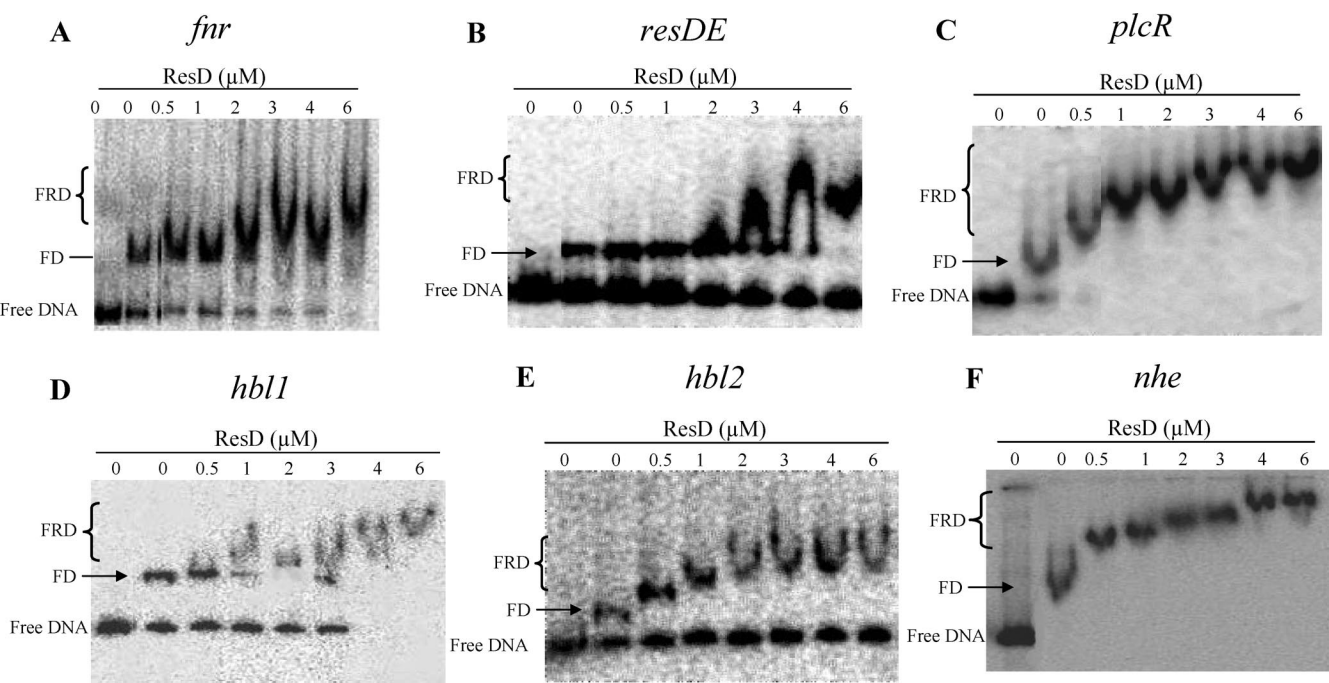 A fnr
ResD (µM)
0 0 0.5 1 2 3 4 6
FRD
FD
Free DNA
B resDE
ResD (µM)
0 0 0.5 1 2 3 4 6
FRD
FD
Free DNA
C plcR
ResD (µM)
0 0 0.5 1 2 3 4 6
FRD
FD
Free DNA
D hbl1
ResD (µM)
0 0 0.5 1 2 3 4 6
FRD
FD
Free DNA
E hbl2
ResD (µM)
0 0 0.5 1 2 3 4 6
FRD
FD
Free DNA
F nhe
ResD (µM)
0 0 0.5 1 2 3 4 6
FRD
FD
Free DNA